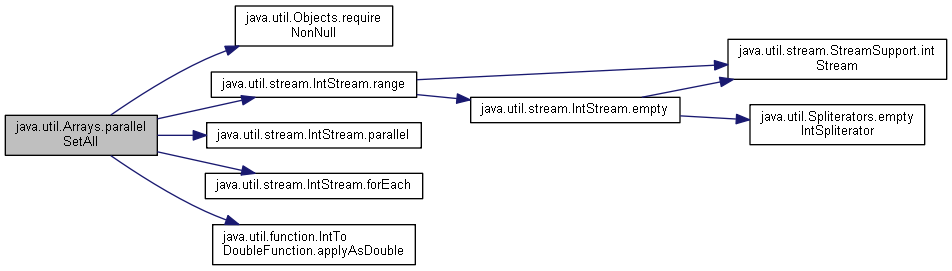 java.util.Arrays.parallel
SetAll
java.util.Objects.require
NonNull
java.util.stream.IntStream.range
java.util.stream.IntStream.parallel
java.util.stream.IntStream.forEach
java.util.function.IntTo
DoubleFunction.applyAsDouble
java.util.stream.IntStream.empty
java.util.stream.StreamSupport.int
Stream
java.util.Spliterators.empty
IntSpliterator